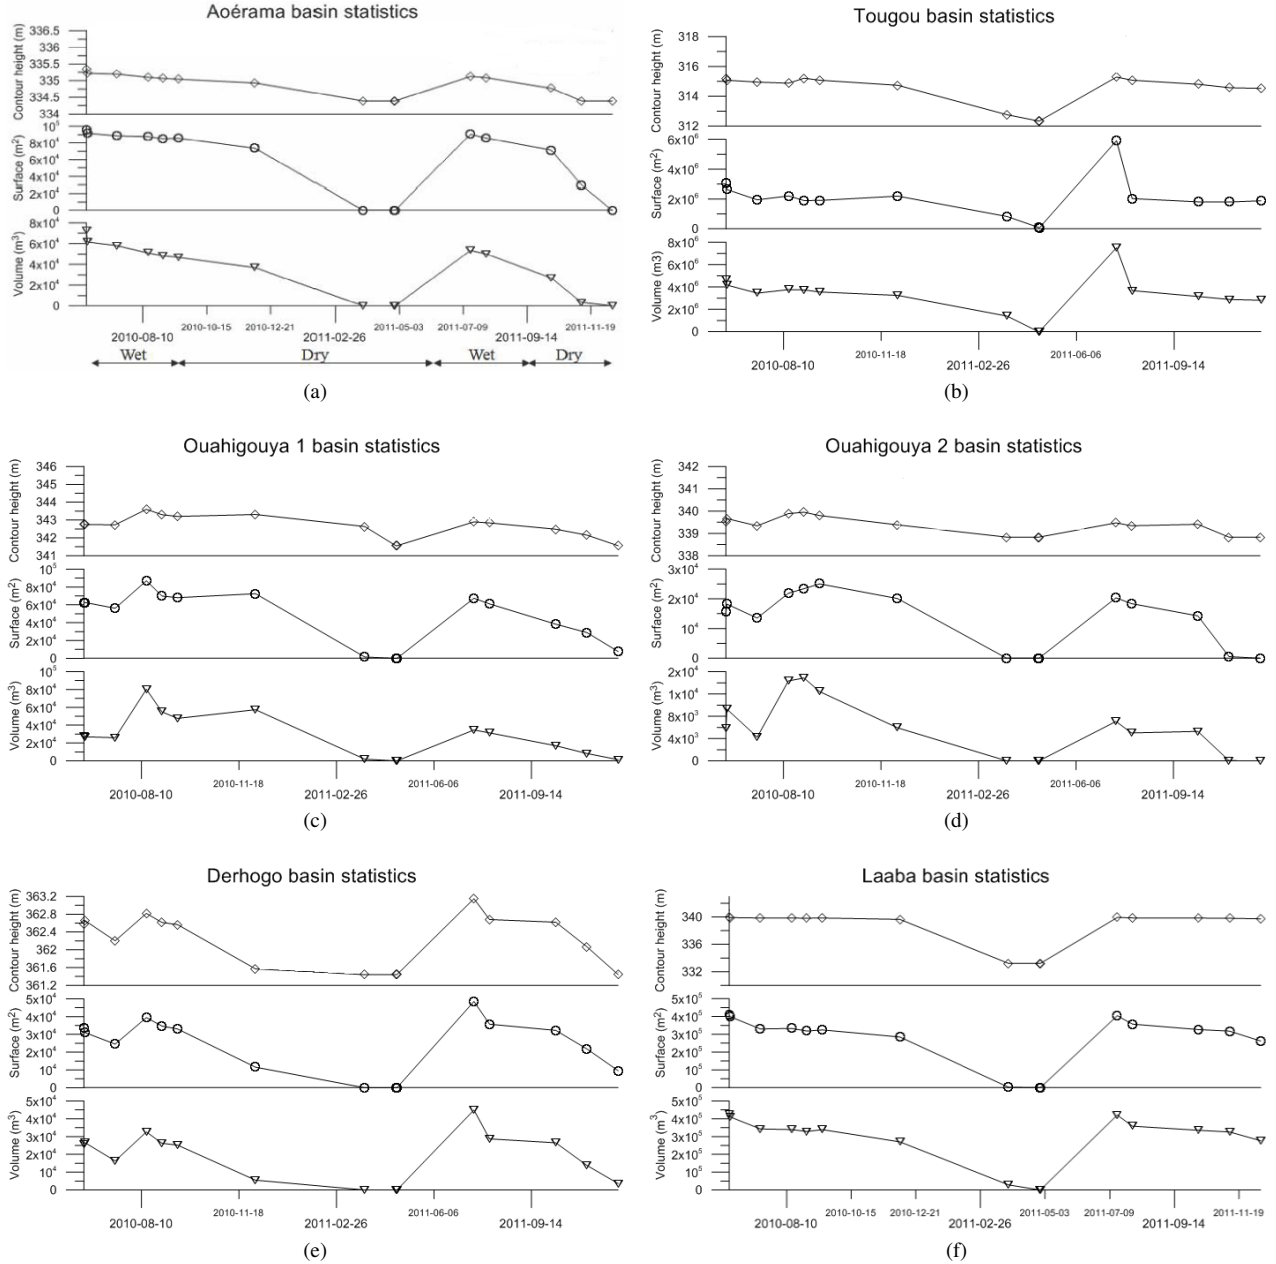 Aoérama basin statistics
Contour height (m)
336.5
336
335.5
335
334.5
334
Surface (m²)
10⁵
8x10⁴
6x10⁴
4x10⁴
2x10⁴
0
Volume (m³)
8x10⁴
6x10⁴
4x10⁴
2x10⁴
0
2010-10-15 2010-12-21 2011-05-03 2011-07-09 2011-11-19
2010-08-10 2011-02-26 2011-09-14
Wet Dry Wet Dry
(a)
Tougou basin statistics
Contour height (m)
318
316
314
312
Surface (m²)
6x10⁶
4x10⁶
2x10⁶
0
Volume (m3)
8x10⁶
6x10⁶
4x10⁶
2x10⁶
0
2010-11-18 2011-06-06
2010-08-10 2011-02-26 2011-09-14
(b)
Ouahigouya 1 basin statistics
Contour height (m)
346
345
344
343
342
341
Surface (m²)
10⁵
8x10⁴
6x10⁴
4x10⁴
2x10⁴
0
Volume (m³)
10⁵
8x10⁴
6x10⁴
4x10⁴
2x10⁴
0
2010-11-18 2011-06-06
2010-08-10 2011-02-26 2011-09-14
(c)
Ouahigouya 2 basin statistics
Contour height (m)
342
341
340
339
338
Surface (m²)
3x10⁴
2x10⁴
10⁴
0
Volume (m³)
2x10⁴
1x10⁴
8x10³
4x10³
0
2010-11-18 2011-06-06
2010-08-10 2011-02-26 2011-09-14
(d)
Derhogo basin statistics
Contour height (m)
363.2
362.8
362.4
362
361.6
361.2
Surface (m²)
5x10⁴
4x10⁴
3x10⁴
2x10⁴
10⁴
0
Volume (m³)
5x10⁴
4x10⁴
3x10⁴
2x10⁴
10⁴
0
2010-11-18 2011-06-06
2010-08-10 2011-02-26 2011-09-14
(e)
Laaba basin statistics
Contour height (m)
340
336
332
Surface (m²)
5x10⁵
4x10⁵
3x10⁵
2x10⁵
10⁵
0
Volume (m³)
5x10⁵
4x10⁵
3x10⁵
2x10⁵
10⁵
0
2010-10-15 2010-12-21 2011-05-03 2011-07-09 2011-11-19
2010-08-10 2011-02-26 2011-09-14
(f)